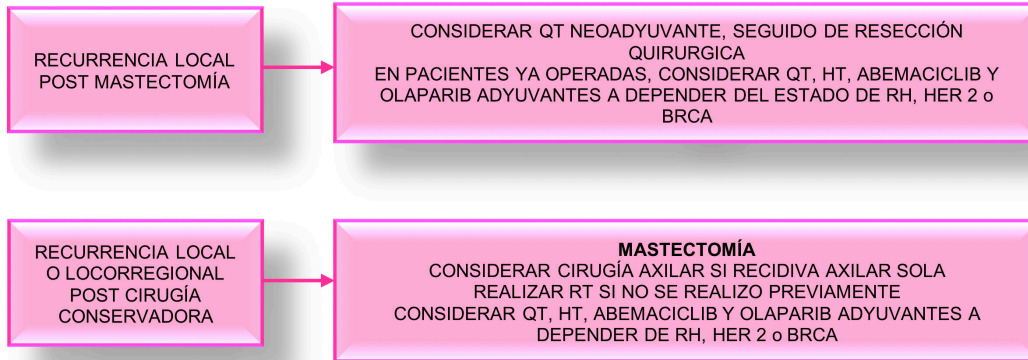 RECURRENCIA LOCAL
POST MASTECTOMÍA
CONSIDERAR QT NEOADYUVANTE, SEGUIDO DE RESECCIÓN
QUIRURGICA
EN PACIENTES YA OPERADAS, CONSIDERAR QT, HT, ABEMACICLIB Y
OLAPARIB ADYUVANTES A DEPENDER DEL ESTADO DE RH, HER 2 o
BRCA
RECURRENCIA LOCAL
O LOCORREGIONAL
POST CIRUGÍA
CONSERVADORA
MASTECTOMÍA
CONSIDERAR CIRUGÍA AXILAR SI RECIDIVA AXILAR SOLA
REALIZAR RT SI NO SE REALIZO PREVIAMENTE
CONSIDERAR QT, HT, ABEMACICLIB Y OLAPARIB ADYUVANTES A
DEPENDER DE RH, HER 2 o BRCA